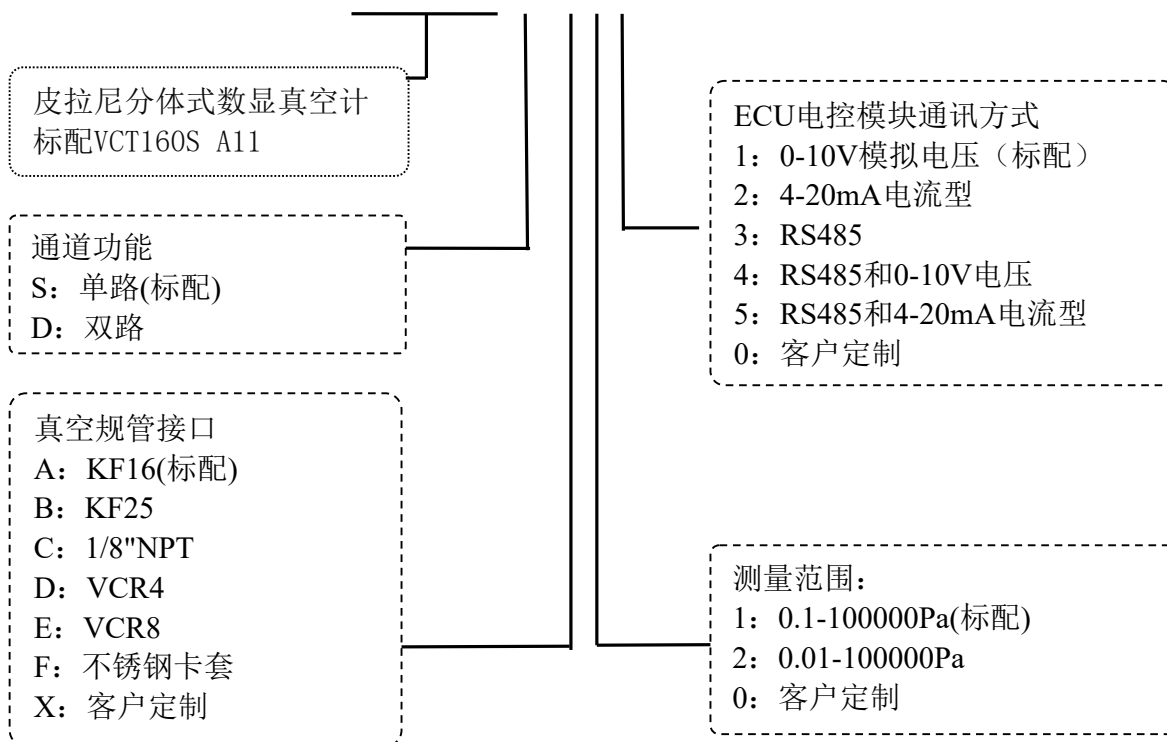 皮拉尼分体式数显真空计
标配VCT160S A11
通道功能
S：单路(标配)
D：双路
真空规管接口
A：KF16(标配)
B：KF25
C：1/8"NPT
D：VCR4
E：VCR8
F：不锈钢卡套
X：客户定制
ECU电控模块通讯方式
1：0-10V模拟电压（标配）
2：4-20mA电流型
3：RS485
4：RS485和0-10V电压
5：RS485和4-20mA电流型
0：客户定制
测量范围：
1：0.1-100000Pa(标配)
2：0.01-100000Pa
0：客户定制